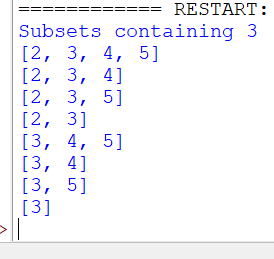 ============ RESTART:
Subsets containing 3
[2, 3, 4, 5]
[2, 3, 4]
[2, 3, 5]
[2, 3]
[3, 4, 5]
[3, 4]
[3, 5]
[3]
>